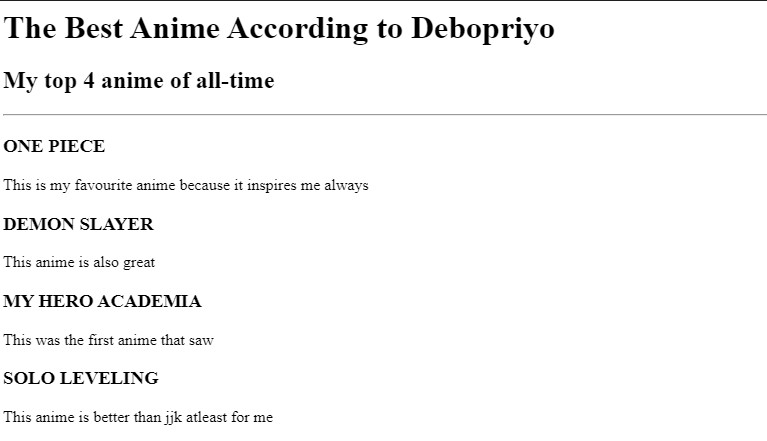 The Best Anime According to Debopriyo
My top 4 anime of all-time
ONE PIECE
This is my favourite anime because it inspires me always
DEMON SLAYER
This anime is also great
MY HERO ACADEMIA
This was the first anime that saw
SOLO LEVELING
This anime is better than jjk atleast for me